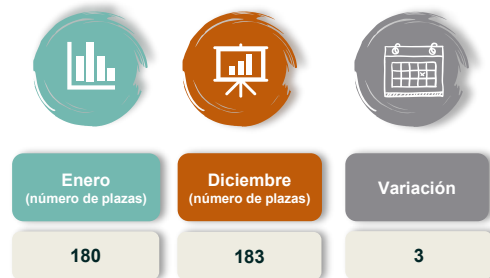 Enero
(número de plazas)
Diciembre
(número de plazas)
Variación
180
183
3